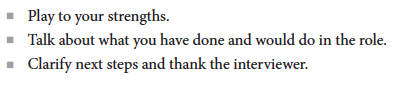 ▪ Play to your strengths.
▪ Talk about what you have done and would do in the role.
▪ Clarify next steps and thank the interviewer.